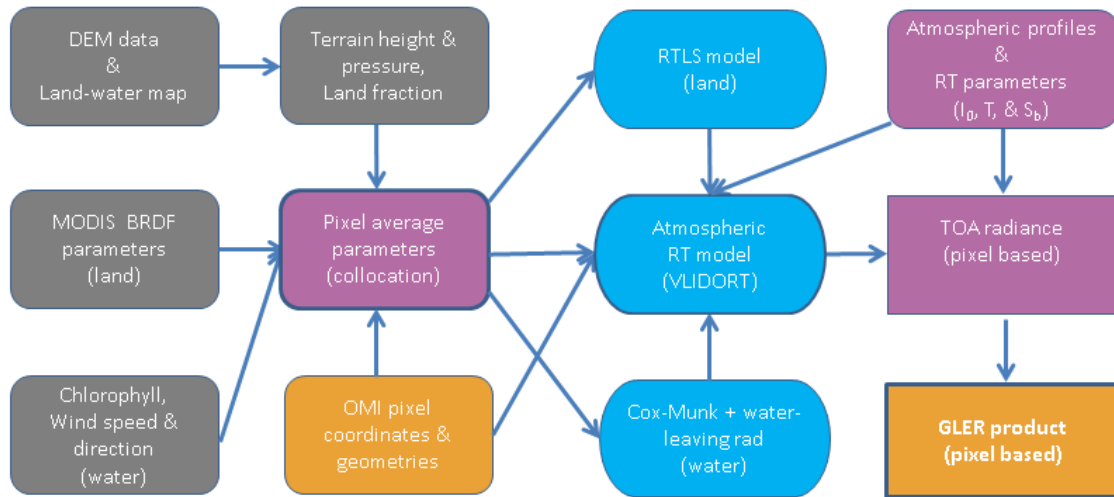 DEM data
&
Land-water map
Terrain height &
pressure,
Land fraction
RTLS model
(land)
Atmospheric profiles
&
RT parameters
(I₀, T, & S_b)
MODIS BRDF
parameters
(land)
Pixel average
parameters
(collocation)
Atmospheric
RT model
(VLIDORT)
TOA radiance
(pixel based)
Chlorophyll,
Wind speed &
direction
(water)
OMI pixel
coordinates &
geometries
Cox-Munk + water-
leaving rad
(water)
GLER product
(pixel based)